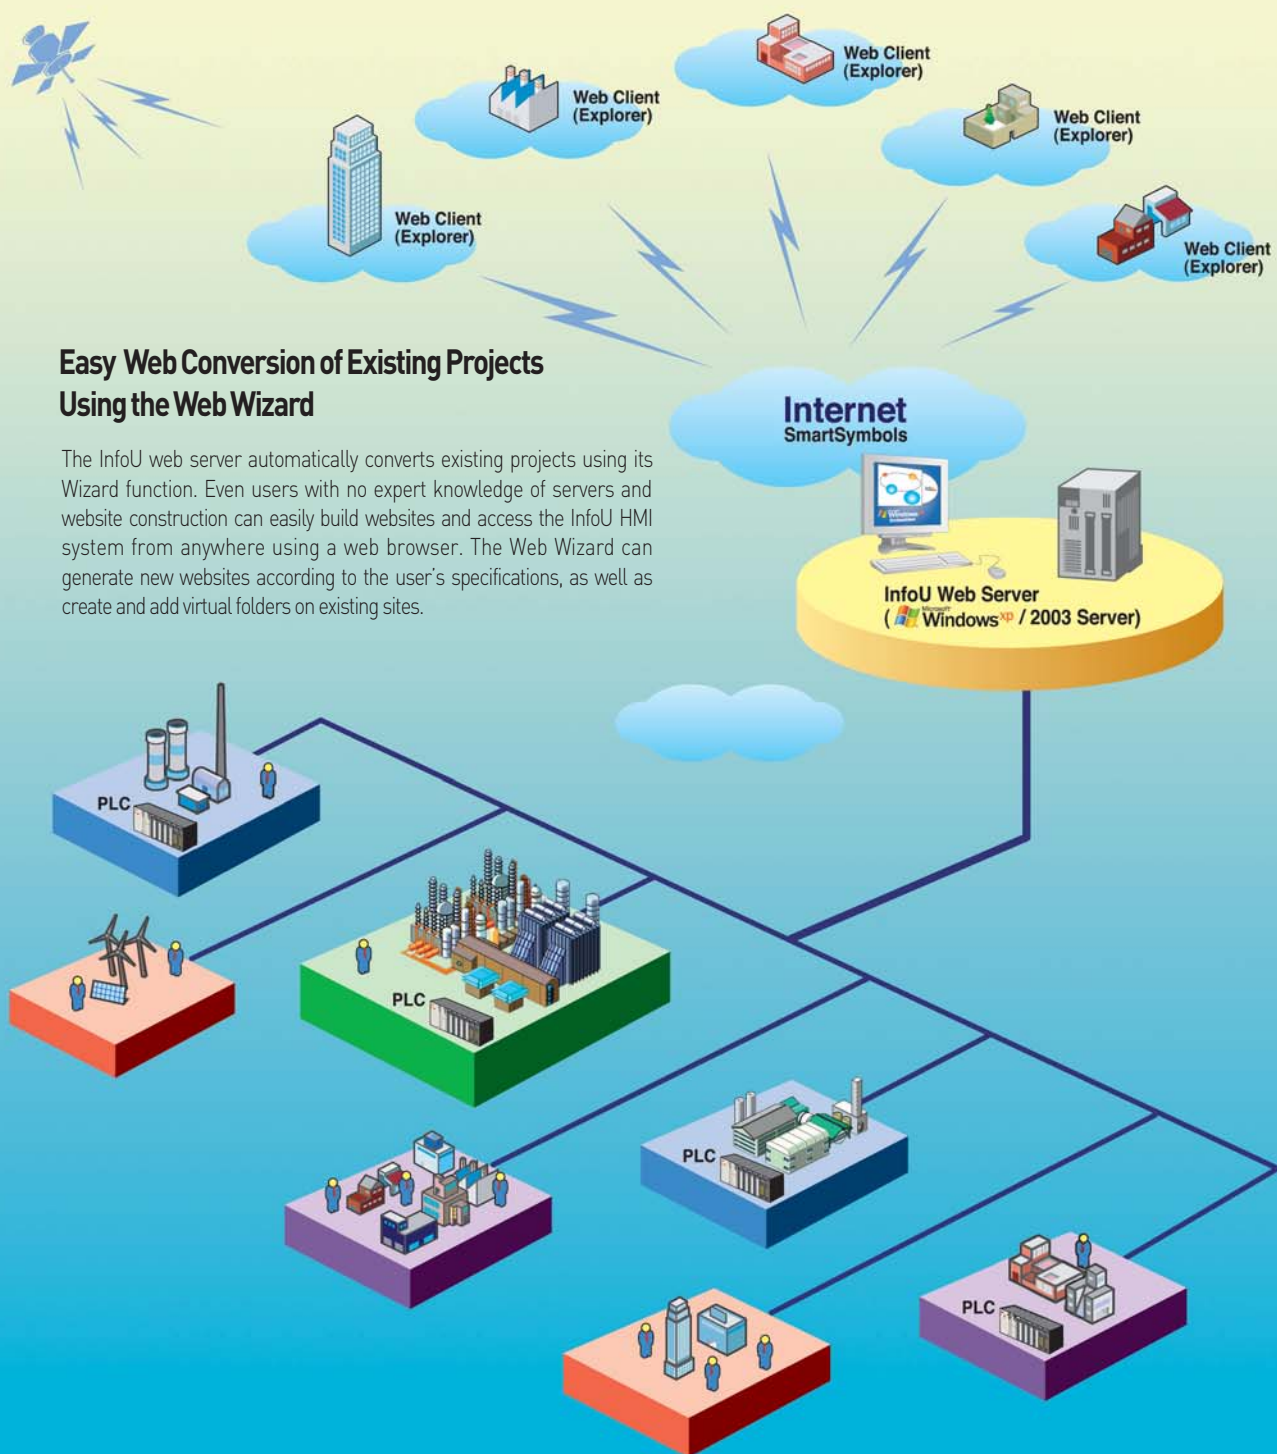 Web Client
(Explorer)
Web Client
(Explorer)
Web Client
(Explorer)
Web Client
(Explorer)
Web Client
(Explorer)
Easy Web Conversion of Existing Projects
Using the Web Wizard
The InfoU web server automatically converts existing projects using its
Wizard function. Even users with no expert knowledge of servers and
website construction can easily build websites and access the InfoU HMI
system from anywhere using a web browser. The Web Wizard can
generate new websites according to the user's specifications, as well as
create and add virtual folders on existing sites.
Internet
SmartSymbols
Windows
InfoU Web Server
( Microsoft Windows xp / 2003 Server)
PLC
PLC
PLC
PLC